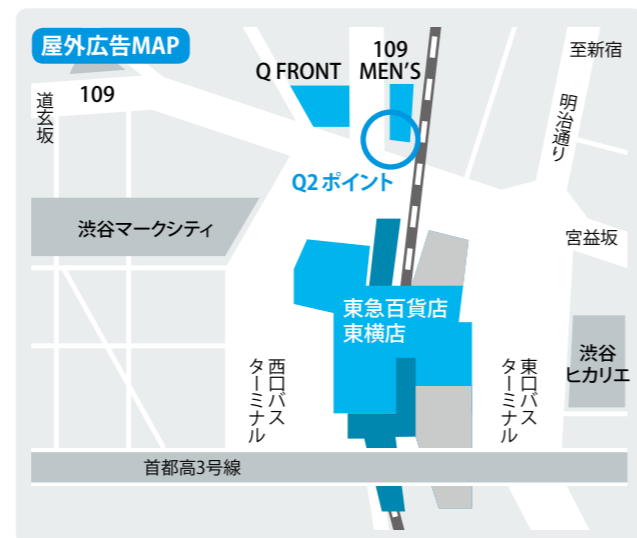 屋外広告MAP
Q FRONT
109
MEN'S
至新宿
道玄坂
109
明治通り
Q2ポイント
渋谷マークシティ
宮益坂
東急百貨店
東横店
渋谷
ヒカリエ
西口バス
ターミナル
東口バス
ターミナル
首都高3号線